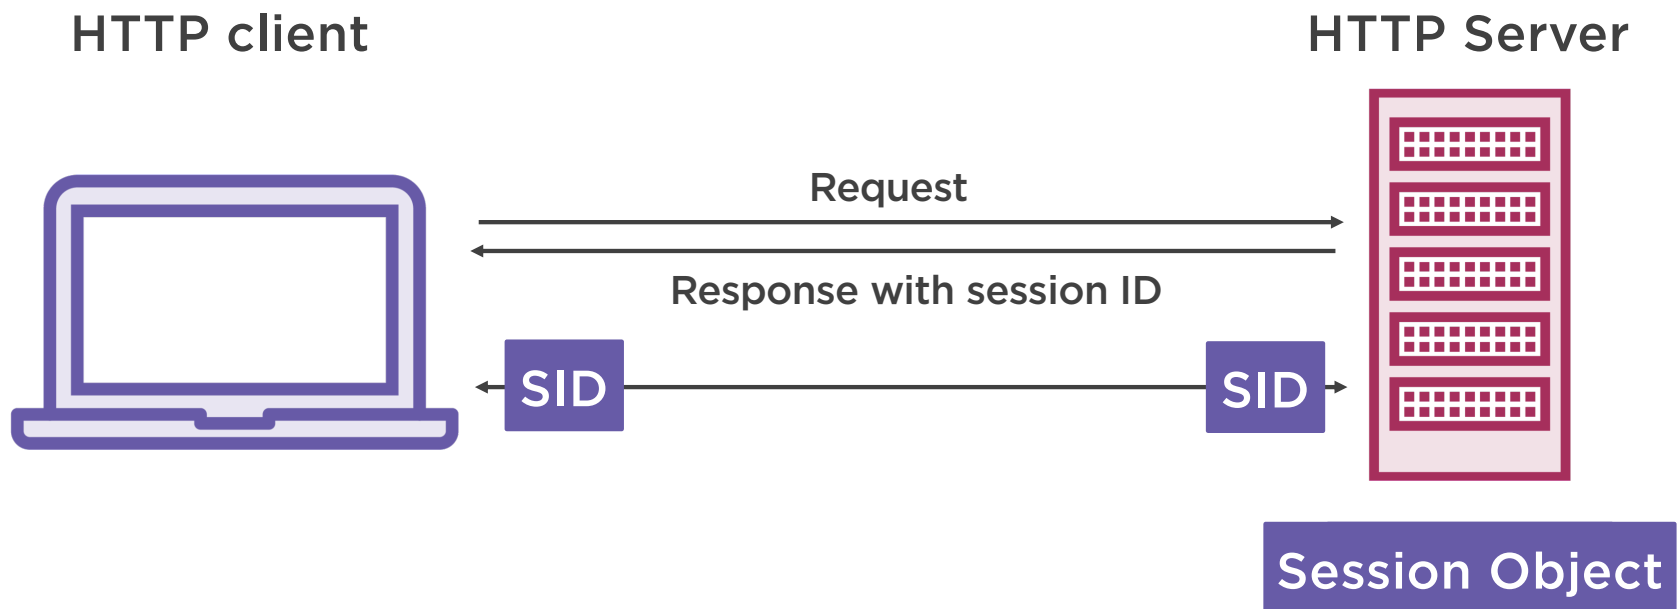 HTTP client
HTTP Server
Request
Response with session ID
SID
SID
Session Object